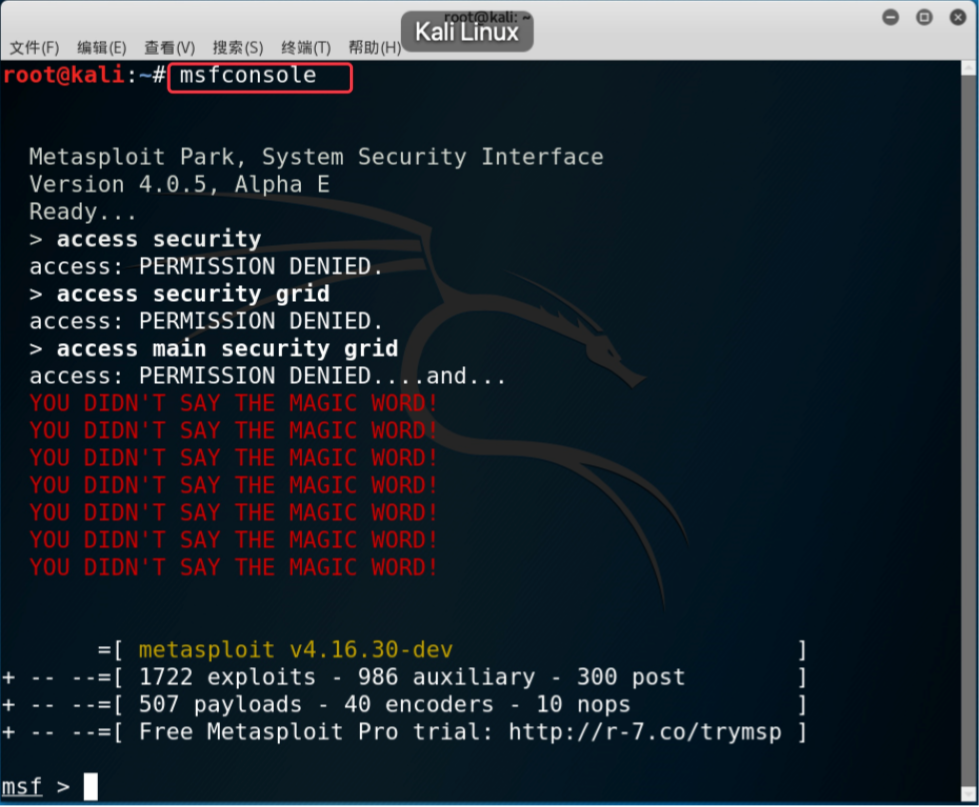 root@kali: ~
Kali Linux
文件(F) 编辑(E) 查看(V) 搜索(S) 终端(T) 帮助(H)
root@kali:~# msfconsole
Metasploit Park, System Security Interface
Version 4.0.5, Alpha E
Ready...
> access security
access: PERMISSION DENIED.
> access security grid
access: PERMISSION DENIED.
> access main security grid
access: PERMISSION DENIED....and...
YOU DIDN'T SAY THE MAGIC WORD!
YOU DIDN'T SAY THE MAGIC WORD!
YOU DIDN'T SAY THE MAGIC WORD!
YOU DIDN'T SAY THE MAGIC WORD!
YOU DIDN'T SAY THE MAGIC WORD!
YOU DIDN'T SAY THE MAGIC WORD!
YOU DIDN'T SAY THE MAGIC WORD!
=[ metasploit v4.16.30-dev ]
+ -- --=[ 1722 exploits - 986 auxiliary - 300 post ]
+ -- --=[ 507 payloads - 40 encoders - 10 nops ]
+ -- --=[ Free Metasploit Pro trial: http://r-7.co/trymsp ]
msf >